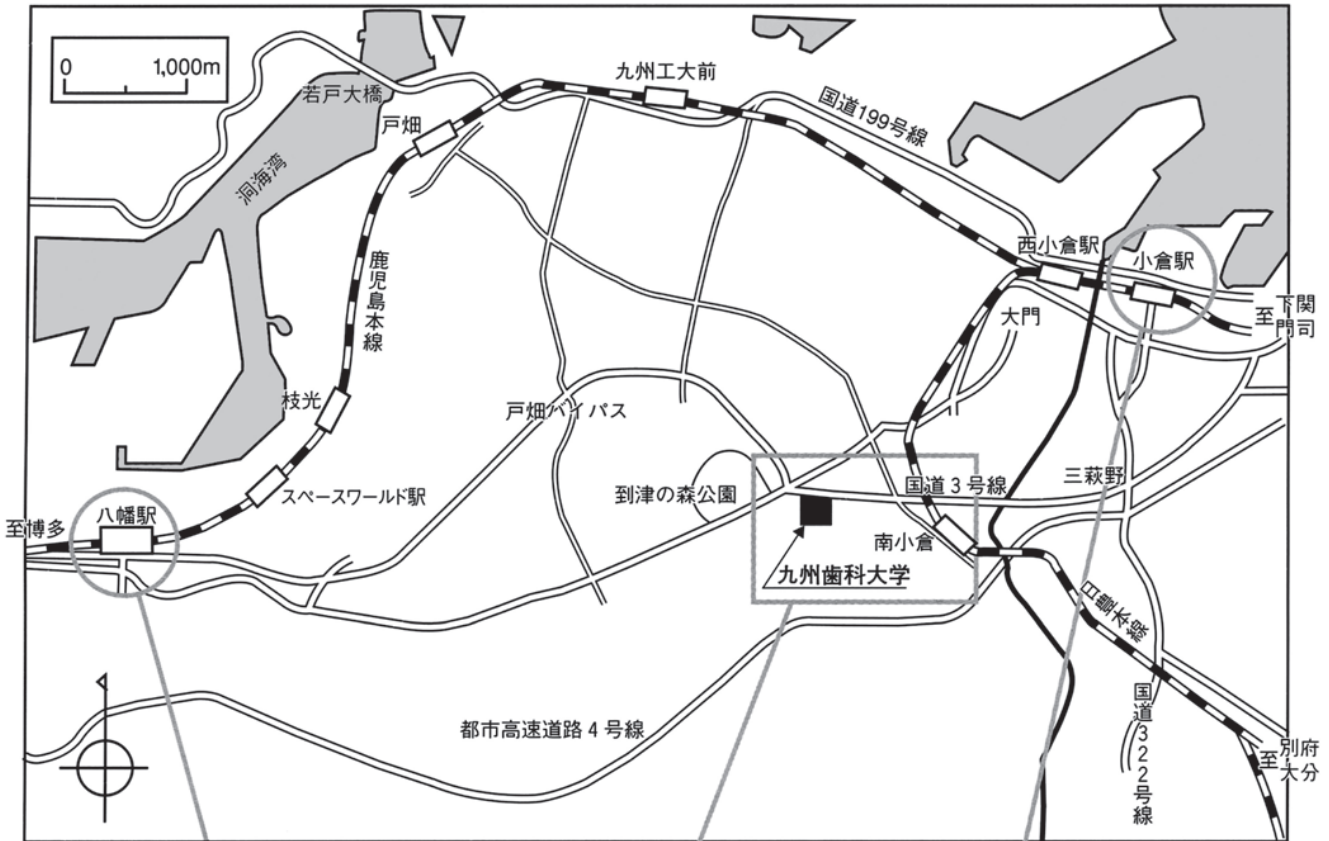 0 1,000m
若戸大橋
九州工大前
国道199号線
戸畑
洞海湾
鹿児島本線
西小倉駅
小倉駅
至 下関
門司
大門
枝光
戸畑バイパス
到津の森公園
国道3号線
三萩野
スペースワールド駅
八幡駅
至博多
南小倉
九州歯科大学
日豊本線
都市高速道路4号線
国道322号線
至 別府
大分